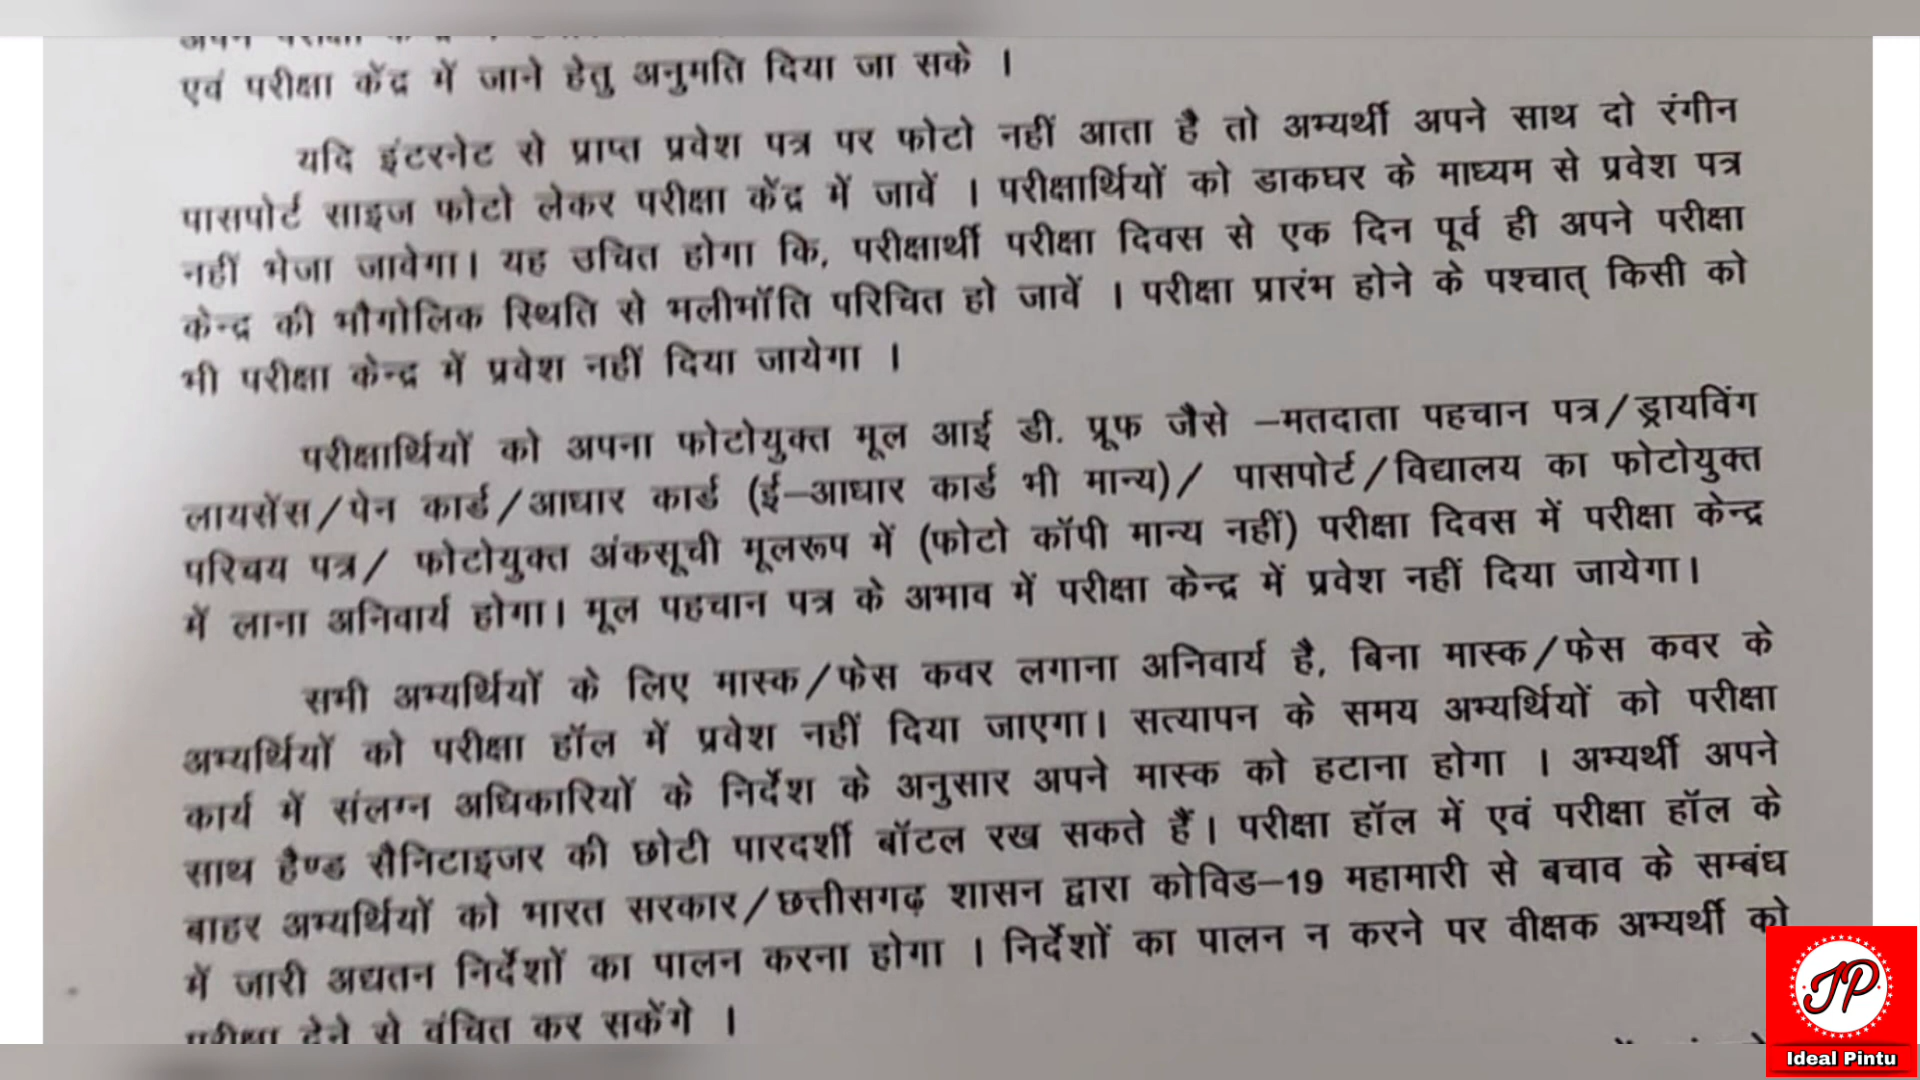 एवं परीक्षा केंद्र में जाने हेतु अनुमति दिया जा सके ।
यदि इंटरनेट से प्राप्त प्रवेश पत्र पर फोटो नहीं आता है तो अभ्यर्थी अपने साथ दो रंगीन
पासपोर्ट साइज फोटो लेकर परीक्षा केंद्र में जावें । परीक्षार्थियों को डाकघर के माध्यम से प्रवेश पत्र
नहीं भेजा जावेगा। यह उचित होगा कि, परीक्षार्थी परीक्षा दिवस से एक दिन पूर्व ही अपने परीक्षा
केन्द्र की भौगोलिक स्थिति से भलीभॉति परिचित हो जावें । परीक्षा प्रारंभ होने के पश्चात् किसी को
भी परीक्षा केन्द्र में प्रवेश नहीं दिया जायेगा ।
परीक्षार्थियों को अपना फोटोयुक्त मूल आई डी. प्रूफ जैसे –मतदाता पहचान पत्र/ड्रायविंग
लायसेंस/पेन कार्ड/आधार कार्ड (ई–आधार कार्ड भी मान्य)/ पासपोर्ट/विद्यालय का फोटोयुक्त
परिचय पत्र/ फोटोयुक्त अंकसूची मूलरूप में (फोटो कॉपी मान्य नहीं) परीक्षा दिवस में परीक्षा केन्द्र
में लाना अनिवार्य होगा। मूल पहचान पत्र के अभाव में परीक्षा केन्द्र में प्रवेश नहीं दिया जायेगा।
सभी अभ्यर्थियों के लिए मास्क/फेस कवर लगाना अनिवार्य है, बिना मास्क/फेस कवर के
अभ्यर्थियों को परीक्षा हॉल में प्रवेश नहीं दिया जाएगा। सत्यापन के समय अभ्यर्थियों को परीक्षा
कार्य में संलग्न अधिकारियों के निर्देश के अनुसार अपने मास्क को हटाना होगा । अभ्यर्थी अपने
साथ हैण्ड सैनिटाइजर की छोटी पारदर्शी बॉटल रख सकते हैं। परीक्षा हॉल में एवं परीक्षा हॉल के
बाहर अभ्यर्थियों को भारत सरकार/छत्तीसगढ़ शासन द्वारा कोविड–19 महामारी से बचाव के सम्बंध
में जारी अद्यतन निर्देशों का पालन करना होगा । निर्देशों का पालन न करने पर वीक्षक अभ्यर्थी को
परीक्षा देने से वंचित कर सकेंगे ।
JP
Ideal Pintu